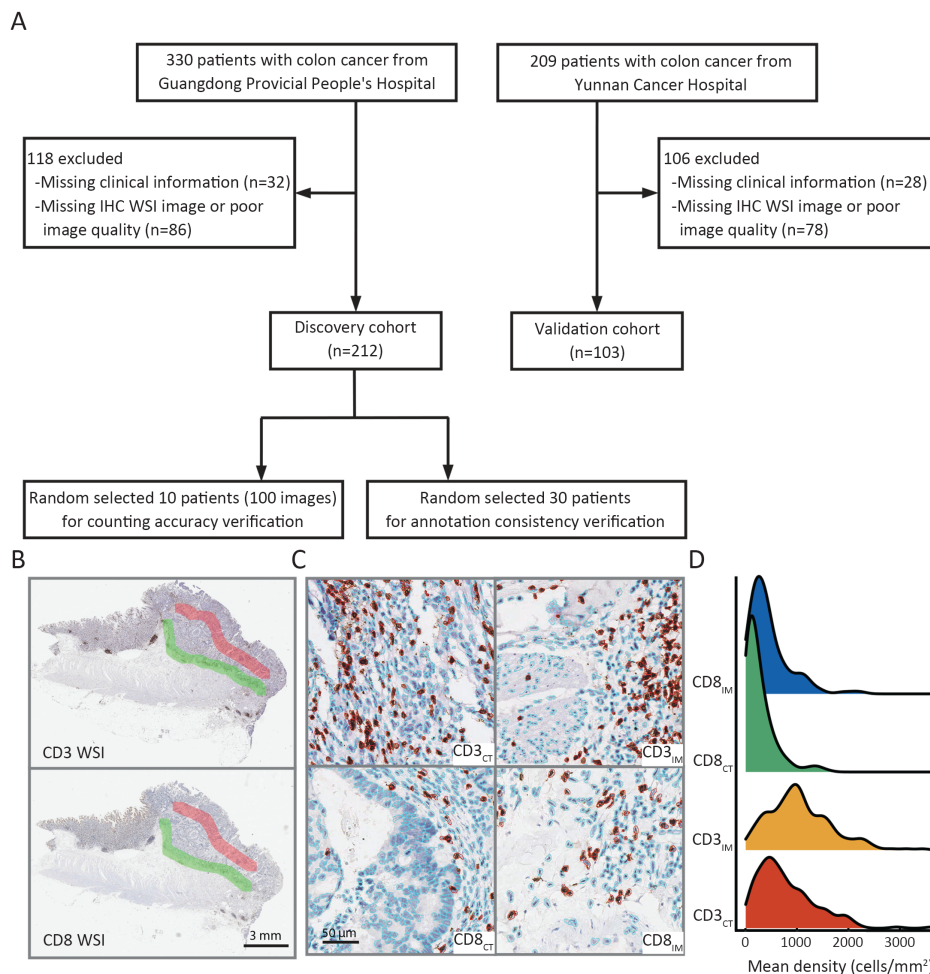 A
330 patients with colon cancer from
Guangdong Provicial People's Hospital
209 patients with colon cancer from
Yunnan Cancer Hospital
118 excluded
-Missing clinical information (n=32)
-Missing IHC WSI image or poor
image quality (n=86)
106 excluded
-Missing clinical information (n=28)
-Missing IHC WSI image or poor
image quality (n=78)
Discovery cohort
(n=212)
Validation cohort
(n=103)
Random selected 10 patients (100 images)
for counting accuracy verification
Random selected 30 patients
for annotation consistency verification
B
CD3 WSI
CD8 WSI
3 mm
C
CD3CT
CD3IM
50 μm
CD8CT
CD8IM
D
CD8IM
CD8CT
CD3IM
CD3CT
0 1000 2000 3000
Mean density (cells/mm²)